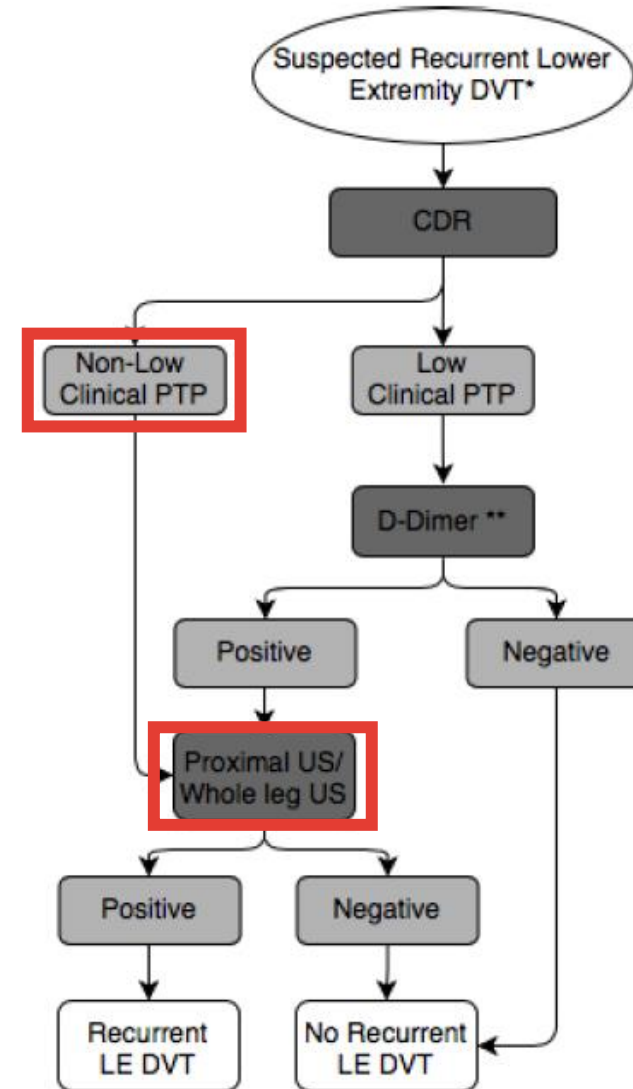 Suspected Recurrent Lower
Extremity DVT*
CDR
Non-Low
Clinical PTP
Low
Clinical PTP
D-Dimer **
Positive
Negative
Proximal US/
Whole leg US
Positive
Negative
Recurrent
LE DVT
No Recurrent
LE DVT